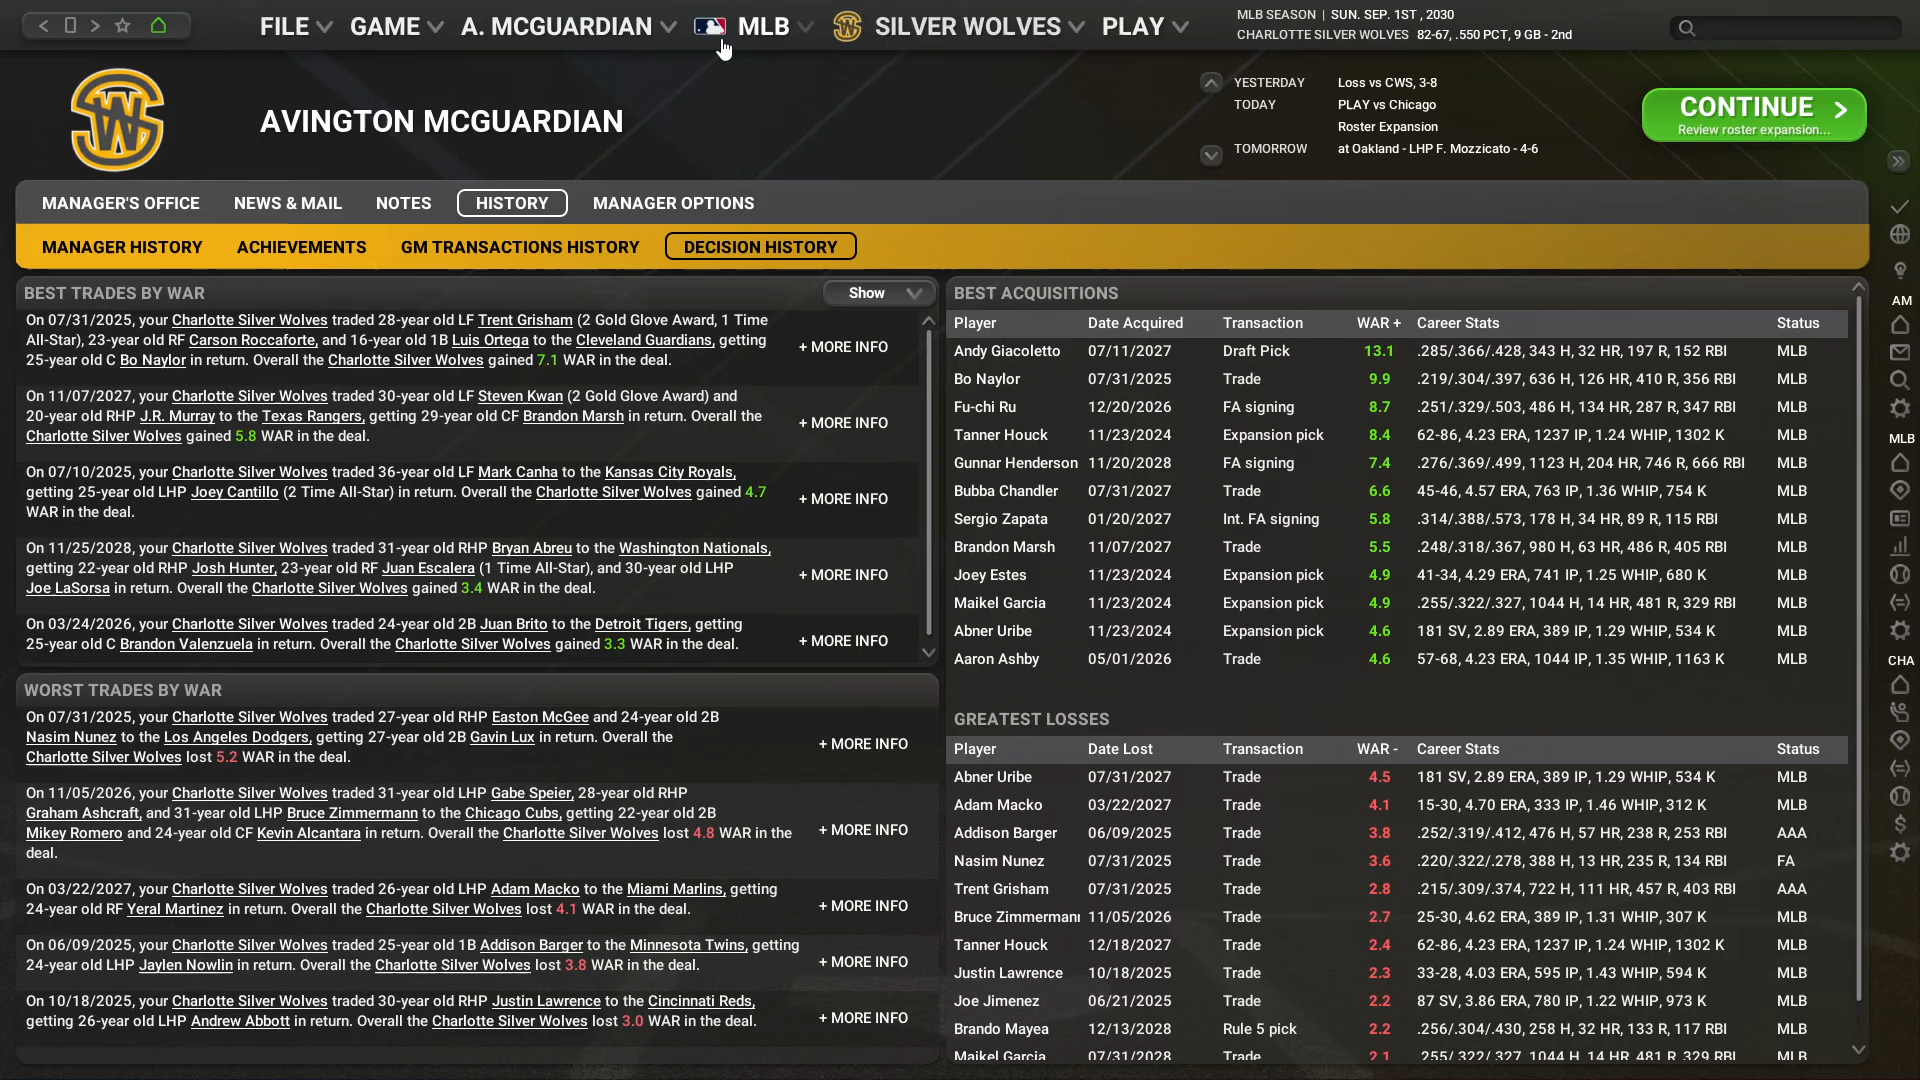 FILE GAME A. MCGUARDIAN MLB SILVER WOLVES PLAY
MLB SEASON | SUN. SEP. 1ST , 2030
CHARLOTTE SILVER WOLVES 82-67, .550 PCT, 9 GB - 2nd
AVINGTON MCGUARDIAN
YESTERDAY Loss vs CWS, 3-8
TODAY PLAY vs Chicago
Roster Expansion
TOMORROW at Oakland - LHP F. Mozzicato - 4-6
CONTINUE
Review roster expansion...
MANAGER'S OFFICE NEWS & MAIL NOTES HISTORY MANAGER OPTIONS
MANAGER HISTORY ACHIEVEMENTS GM TRANSACTIONS HISTORY DECISION HISTORY
BEST TRADES BY WAR Show
On 07/31/2025, your Charlotte Silver Wolves traded 28-year old LF Trent Grisham (2 Gold Glove Award, 1 Time
All-Star), 23-year old RF Carson Roccaforte, and 16-year old 1B Luis Ortega to the Cleveland Guardians, getting
25-year old C Bo Naylor in return. Overall the Charlotte Silver Wolves gained 7.1 WAR in the deal.
+ MORE INFO
On 11/07/2027, your Charlotte Silver Wolves traded 30-year old LF Steven Kwan (2 Gold Glove Award) and
20-year old RHP J.R. Murray to the Texas Rangers, getting 29-year old CF Brandon Marsh in return. Overall the
Charlotte Silver Wolves gained 5.8 WAR in the deal.
+ MORE INFO
On 07/10/2025, your Charlotte Silver Wolves traded 36-year old LF Mark Canha to the Kansas City Royals,
getting 25-year old LHP Joey Cantillo (2 Time All-Star) in return. Overall the Charlotte Silver Wolves gained 4.7
WAR in the deal.
+ MORE INFO
On 11/25/2028, your Charlotte Silver Wolves traded 31-year old RHP Bryan Abreu to the Washington Nationals,
getting 22-year old RHP Josh Hunter, 23-year old RF Juan Escalera (1 Time All-Star), and 30-year old LHP
Joe LaSorsa in return. Overall the Charlotte Silver Wolves gained 3.4 WAR in the deal.
+ MORE INFO
On 03/24/2026, your Charlotte Silver Wolves traded 24-year old 2B Juan Brito to the Detroit Tigers, getting
25-year old C Brandon Valenzuela in return. Overall the Charlotte Silver Wolves gained 3.3 WAR in the deal.
+ MORE INFO
WORST TRADES BY WAR
On 07/31/2025, your Charlotte Silver Wolves traded 27-year old RHP Easton McGee and 24-year old 2B
Nasim Nunez to the Los Angeles Dodgers, getting 27-year old 2B Gavin Lux in return. Overall the
Charlotte Silver Wolves lost 5.2 WAR in the deal.
+ MORE INFO
On 11/05/2026, your Charlotte Silver Wolves traded 31-year old LHP Gabe Speier, 28-year old RHP
Graham Ashcraft, and 31-year old LHP Bruce Zimmermann to the Chicago Cubs, getting 22-year old 2B
Mikey Romero and 24-year old CF Kevin Alcantara in return. Overall the Charlotte Silver Wolves lost 4.8 WAR in the
deal.
+ MORE INFO
On 03/22/2027, your Charlotte Silver Wolves traded 26-year old LHP Adam Macko to the Miami Marlins, getting
24-year old RF Yeral Martinez in return. Overall the Charlotte Silver Wolves lost 4.1 WAR in the deal.
+ MORE INFO
On 06/09/2025, your Charlotte Silver Wolves traded 25-year old 1B Addison Barger to the Minnesota Twins, getting
24-year old LHP Jaylen Nowlin in return. Overall the Charlotte Silver Wolves lost 3.8 WAR in the deal.
+ MORE INFO
On 10/18/2025, your Charlotte Silver Wolves traded 30-year old RHP Justin Lawrence to the Cincinnati Reds,
getting 26-year old LHP Andrew Abbott in return. Overall the Charlotte Silver Wolves lost 3.0 WAR in the deal.
+ MORE INFO
BEST ACQUISITIONS
Player Date Acquired Transaction WAR + Career Stats Status
Andy Giacoletto 07/11/2027 Draft Pick 13.1 .285/.366/.428, 343 H, 32 HR, 197 R, 152 RBI MLB
Bo Naylor 07/31/2025 Trade 9.9 .219/.304/.397, 636 H, 126 HR, 410 R, 356 RBI MLB
Fu-chi Ru 12/20/2026 FA signing 8.7 .251/.329/.503, 486 H, 134 HR, 287 R, 347 RBI MLB
Tanner Houck 11/23/2024 Expansion pick 8.4 62-86, 4.23 ERA, 1237 IP, 1.24 WHIP, 1302 K MLB
Gunnar Henderson 11/20/2028 FA signing 7.4 .276/.369/.499, 1123 H, 204 HR, 746 R, 666 RBI MLB
Bubba Chandler 07/31/2027 Trade 6.6 45-46, 4.57 ERA, 763 IP, 1.36 WHIP, 754 K MLB
Sergio Zapata 01/20/2027 Int. FA signing 5.8 .314/.388/.573, 178 H, 34 HR, 89 R, 115 RBI MLB
Brandon Marsh 11/07/2027 Trade 5.5 .248/.318/.367, 980 H, 63 HR, 486 R, 405 RBI MLB
Joey Estes 11/23/2024 Expansion pick 4.9 41-34, 4.29 ERA, 741 IP, 1.25 WHIP, 680 K MLB
Maikel Garcia 11/23/2024 Expansion pick 4.9 .255/.322/.327, 1044 H, 14 HR, 481 R, 329 RBI MLB
Abner Uribe 11/23/2024 Expansion pick 4.6 181 SV, 2.89 ERA, 389 IP, 1.29 WHIP, 534 K MLB
Aaron Ashby 05/01/2026 Trade 4.6 57-68, 4.23 ERA, 1044 IP, 1.35 WHIP, 1163 K MLB
GREATEST LOSSES
Player Date Lost Transaction WAR - Career Stats Status
Abner Uribe 07/31/2027 Trade 4.5 181 SV, 2.89 ERA, 389 IP, 1.29 WHIP, 534 K MLB
Adam Macko 03/22/2027 Trade 4.1 15-30, 4.70 ERA, 333 IP, 1.46 WHIP, 312 K MLB
Addison Barger 06/09/2025 Trade 3.8 .252/.319/.412, 476 H, 57 HR, 238 R, 253 RBI AAA
Nasim Nunez 07/31/2025 Trade 3.6 .220/.322/.278, 388 H, 13 HR, 235 R, 134 RBI FA
Trent Grisham 07/31/2025 Trade 2.8 .215/.309/.374, 722 H, 111 HR, 457 R, 403 RBI AAA
Bruce Zimmermann 11/05/2026 Trade 2.7 25-30, 4.62 ERA, 389 IP, 1.31 WHIP, 307 K MLB
Tanner Houck 12/18/2027 Trade 2.4 62-86, 4.23 ERA, 1237 IP, 1.24 WHIP, 1302 K MLB
Justin Lawrence 10/18/2025 Trade 2.3 33-28, 4.03 ERA, 595 IP, 1.43 WHIP, 594 K MLB
Joe Jimenez 06/21/2025 Trade 2.2 87 SV, 3.86 ERA, 780 IP, 1.22 WHIP, 973 K MLB
Brando Mayea 12/13/2028 Rule 5 pick 2.2 .256/.304/.430, 258 H, 32 HR, 133 R, 117 RBI MLB
Maikel Garcia 07/31/2028 Trade 2.1 .255/.322/.327, 1044 H, 14 HR, 481 R, 329 RBI MLB
AM
MLB
CHA